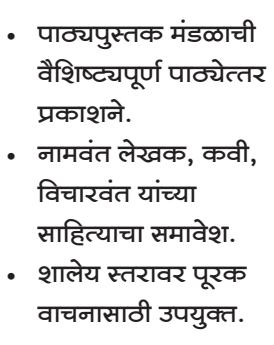 • पाठ्यपुस्तक मंडळाची
वैशिष्ट्यपूर्ण पाठ्येत्तर
प्रकाशने.
• नामवंत लेखक, कवी,
विचारवंत यांच्या
साहित्याचा समावेश.
• शालेय स्तरावर पूरक
वाचनासाठी उपयुक्त.